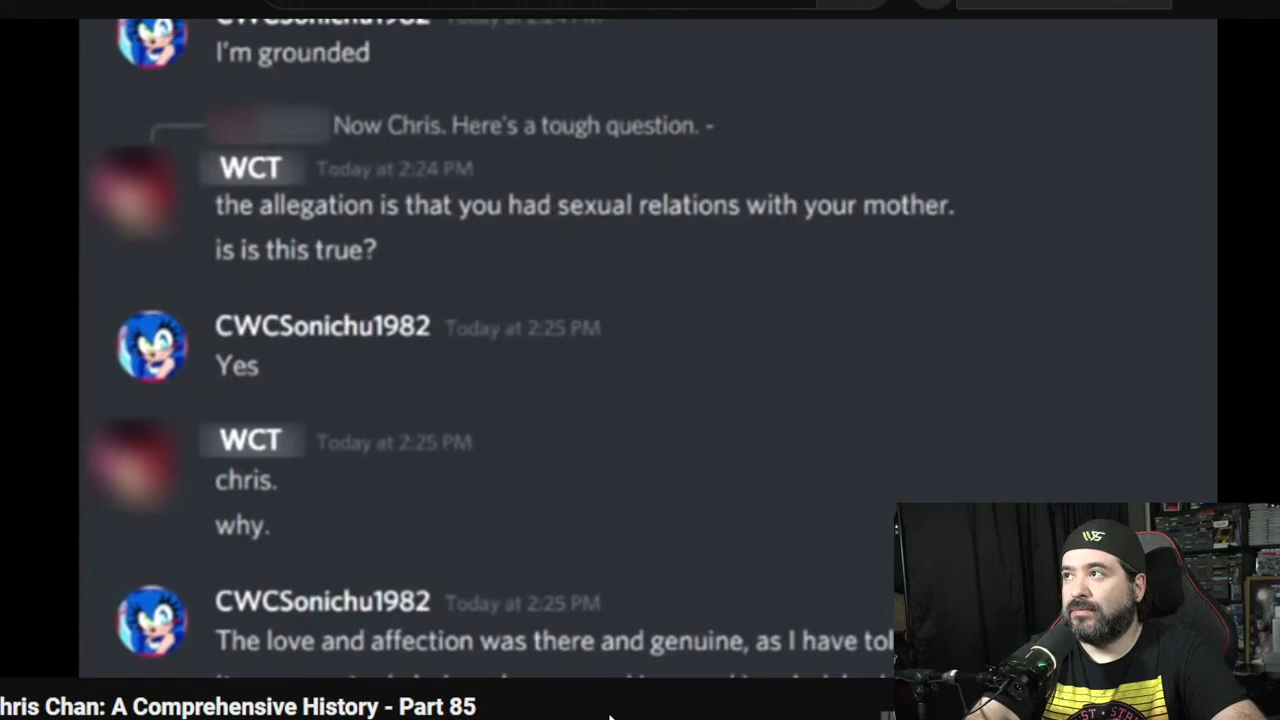 I'm grounded
Now Chris. Here's a tough question. -
WCT Today at 2:24 PM
the allegation is that you had sexual relations with your mother.
is is this true?
CWCSonichu1982 Today at 2:25 PM
Yes
WCT Today at 2:25 PM
chris.
why.
CWCSonichu1982 Today at 2:25 PM
The love and affection was there and genuine, as I have tol
hris Chan: A Comprehensive History - Part 85